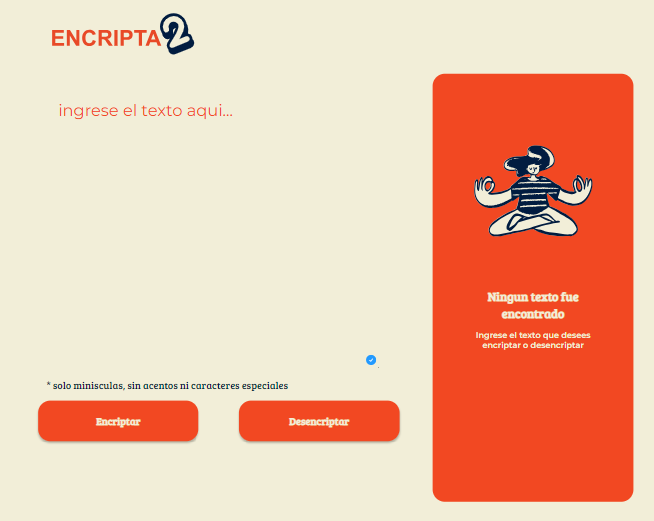 ENCRIPTA2
ingrese el texto aqui...
* solo minisculas, sin acentos ni caracteres especiales
Encriptar
Desencriptar
Ningun texto fue
encontrado
Ingrese el texto que desees
encriptar o desencriptar